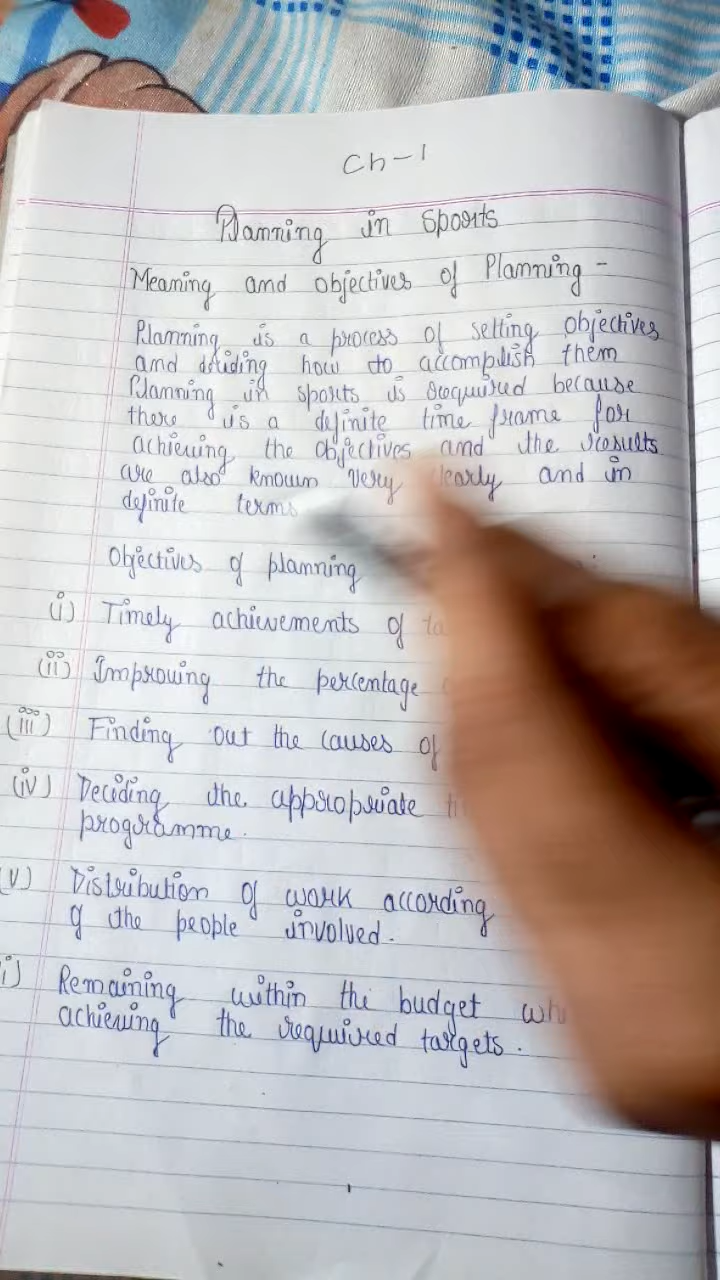 Ch-1
Planning in Sports
Meaning and objectives of Planning -
Planning is a process of setting objectives
and deciding how to accomplish them
Planning in sports is required because
there is a definite time frame for
achieving the objectives and the results
are also known very and in
definite terms
Objectives of planning
(i) Timely achievements of
(ii) Improving the percentage
(iii) Finding out the causes of
(iv) Deciding the appropriate
programme.
(v) Distribution of work according
of the people involved.
Remaining within the budget
achieving the required targets.